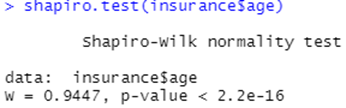 > shapiro.test(insurance$age)
Shapiro-Wilk normality test
data:  insurance$age
W = 0.9447, p-value < 2.2e-16